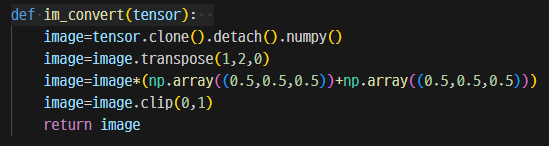 def im_convert(tensor):
    image=tensor.clone().detach().numpy()
    image=image.transpose(1,2,0)
    image=image*(np.array((0.5,0.5,0.5))+np.array((0.5,0.5,0.5)))
    image=image.clip(0,1)
    return image